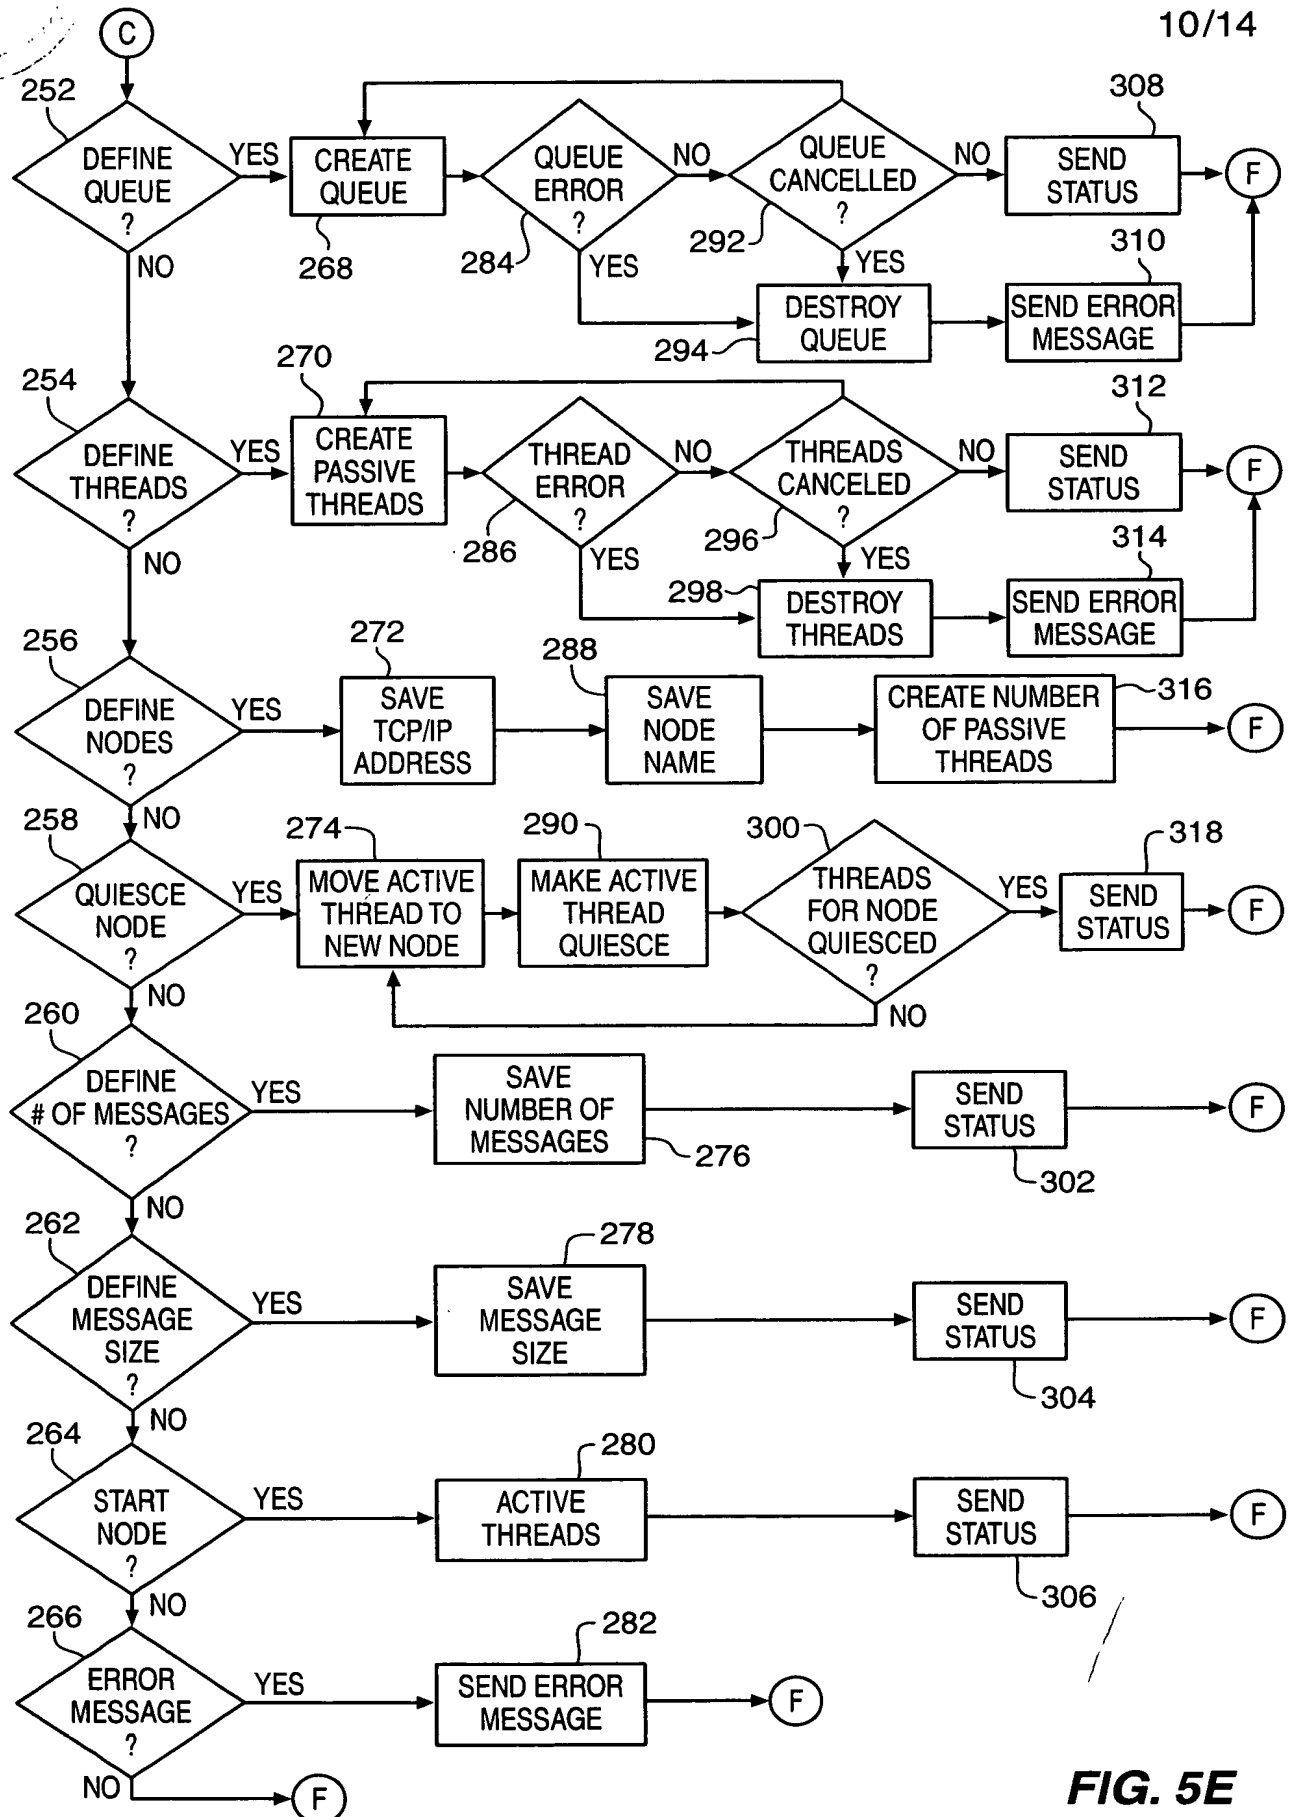 10/14
C
252
DEFINE
QUEUE
?
YES
NO
CREATE
QUEUE
268
QUEUE
ERROR
?
284
NO
YES
QUEUE
CANCELLED
?
292
NO
YES
308
SEND
STATUS
F
DESTROY
QUEUE
294
310
SEND ERROR
MESSAGE
254
DEFINE
THREADS
?
YES
NO
270
CREATE
PASSIVE
THREADS
THREAD
ERROR
?
286
NO
YES
THREADS
CANCELED
?
296
NO
YES
312
SEND
STATUS
F
298
DESTROY
THREADS
314
SEND ERROR
MESSAGE
256
DEFINE
NODES
?
YES
NO
272
SAVE
TCP/IP
ADDRESS
288
SAVE
NODE
NAME
CREATE NUMBER
OF PASSIVE
THREADS
316
F
258
QUIESCE
NODE
?
YES
NO
274
MOVE ACTIVE
THREAD TO
NEW NODE
290
MAKE ACTIVE
THREAD
QUIESCE
300
THREADS
FOR NODE
QUIESCED
?
YES
NO
318
SEND
STATUS
F
260
DEFINE
# OF MESSAGES
?
YES
NO
SAVE
NUMBER OF
MESSAGES
276
SEND
STATUS
302
F
262
DEFINE
MESSAGE
SIZE
?
YES
NO
278
SAVE
MESSAGE
SIZE
SEND
STATUS
304
F
264
START
NODE
?
YES
NO
280
ACTIVE
THREADS
SEND
STATUS
306
F
266
ERROR
MESSAGE
?
YES
NO
282
SEND ERROR
MESSAGE
F
F
FIG. 5E